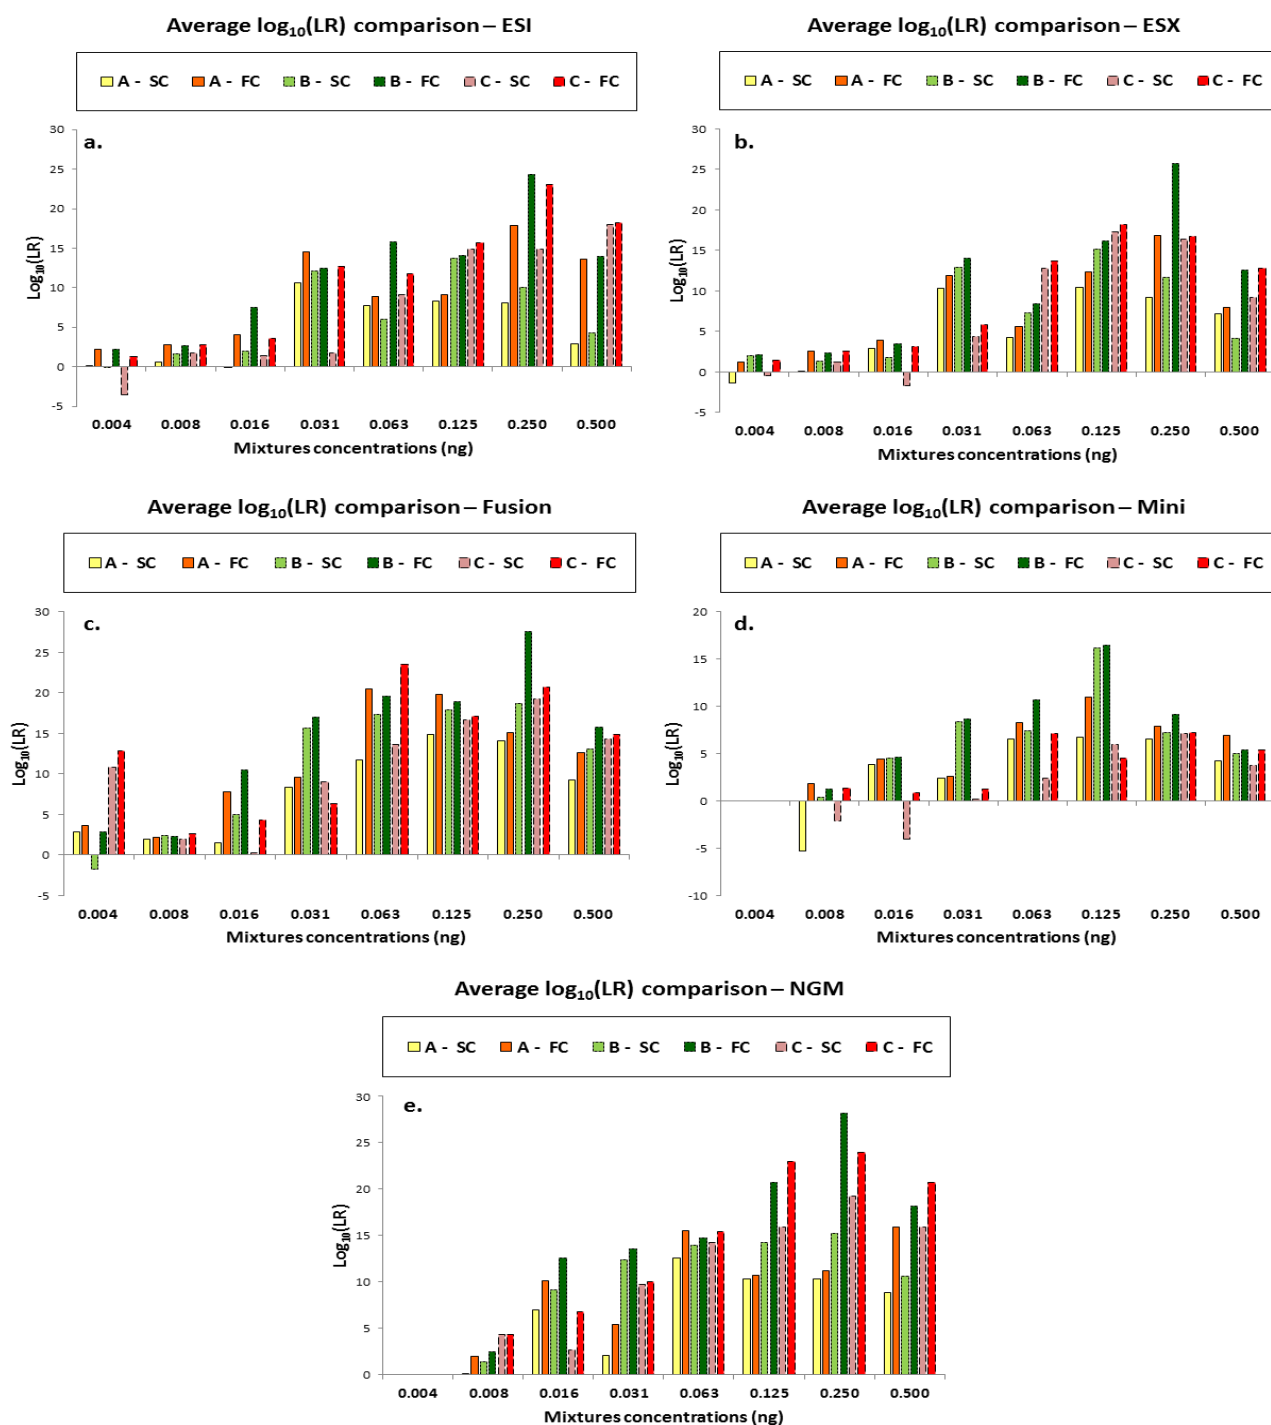 Average log₁₀(LR) comparison – ESI
A - SC A - FC B - SC B - FC C - SC C - FC
a.
30
25
20
15
10
5
0
-5
Log₁₀(LR)
0.004 0.008 0.016 0.031 0.063 0.125 0.250 0.500
Mixtures concentrations (ng)
Average log₁₀(LR) comparison – ESX
A - SC A - FC B - SC B - FC C - SC C - FC
b.
30
25
20
15
10
5
0
-5
Log₁₀(LR)
0.004 0.008 0.016 0.031 0.063 0.125 0.250 0.500
Mixtures concentrations (ng)
Average log₁₀(LR) comparison – Fusion
A - SC A - FC B - SC B - FC C - SC C - FC
c.
30
25
20
15
10
5
0
-5
Log₁₀(LR)
0.004 0.008 0.016 0.031 0.063 0.125 0.250 0.500
Mixtures concentrations (ng)
Average log₁₀(LR) comparison – Mini
A - SC A - FC B - SC B - FC C - SC C - FC
d.
20
15
10
5
0
-5
-10
Log₁₀(LR)
0.004 0.008 0.016 0.031 0.063 0.125 0.250 0.500
Mixtures concentrations (ng)
Average log₁₀(LR) comparison – NGM
A - SC A - FC B - SC B - FC C - SC C - FC
e.
30
25
20
15
10
5
0
Log₁₀(LR)
0.004 0.008 0.016 0.031 0.063 0.125 0.250 0.500
Mixtures concentrations (ng)